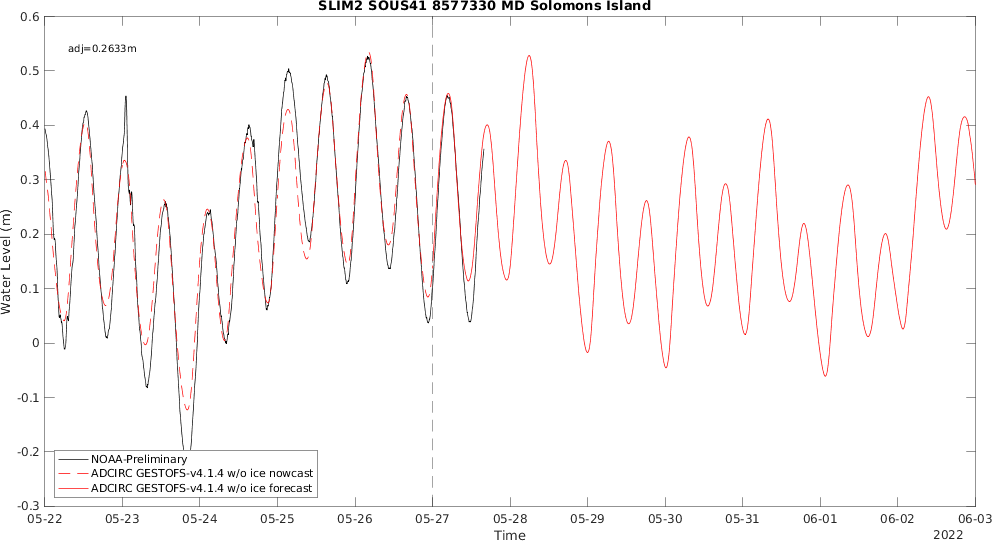 SLIM2 SOUS41 8577330 MD Solomons Island
adj=0.2633m
Water Level (m)
0.6
0.5
0.4
0.3
0.2
0.1
0
-0.1
-0.2
-0.3
NOAA-Preliminary
ADCIRC GESTOFS-v4.1.4 w/o ice nowcast
ADCIRC GESTOFS-v4.1.4 w/o ice forecast
05-22 05-23 05-24 05-25 05-26 05-27 05-28 05-29 05-30 05-31 06-01 06-02 06-03
Time
2022